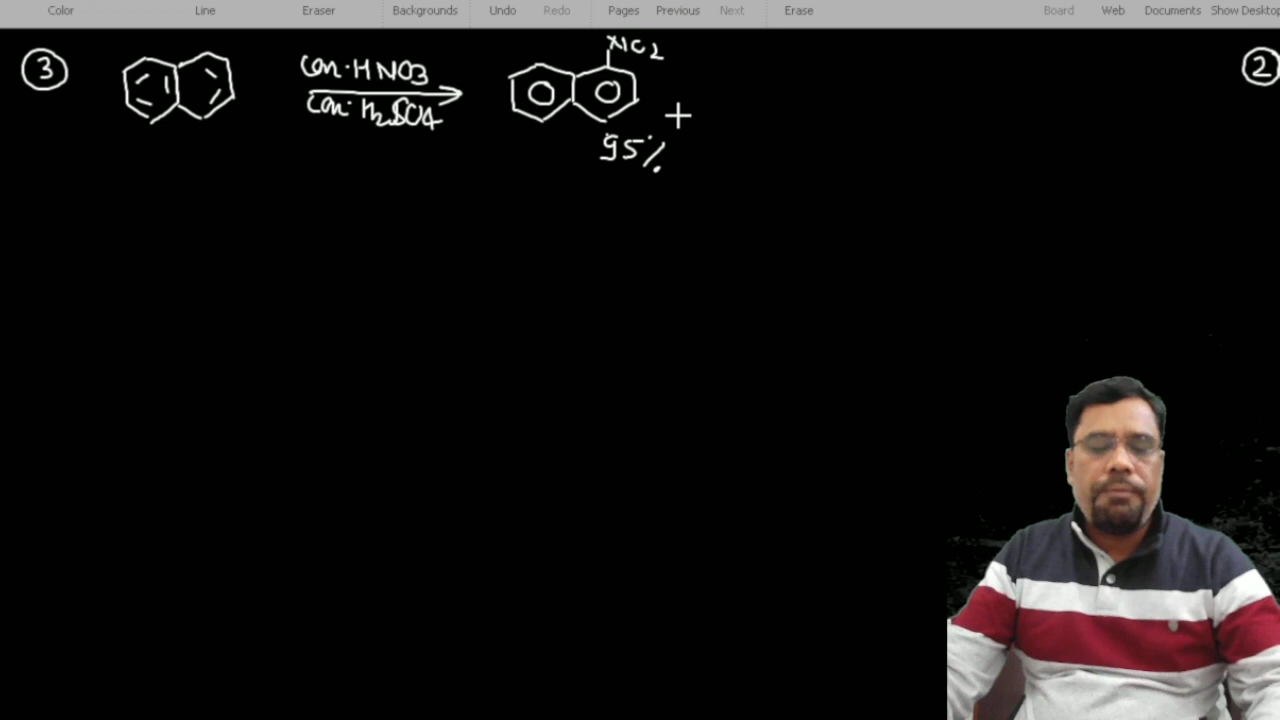 Color Line Eraser Backgrounds Undo Redo Pages Previous Next Erase Board Web Documents Show Desktop
3 con. HNO3 NO2 2
con. H2SO4 +
95%